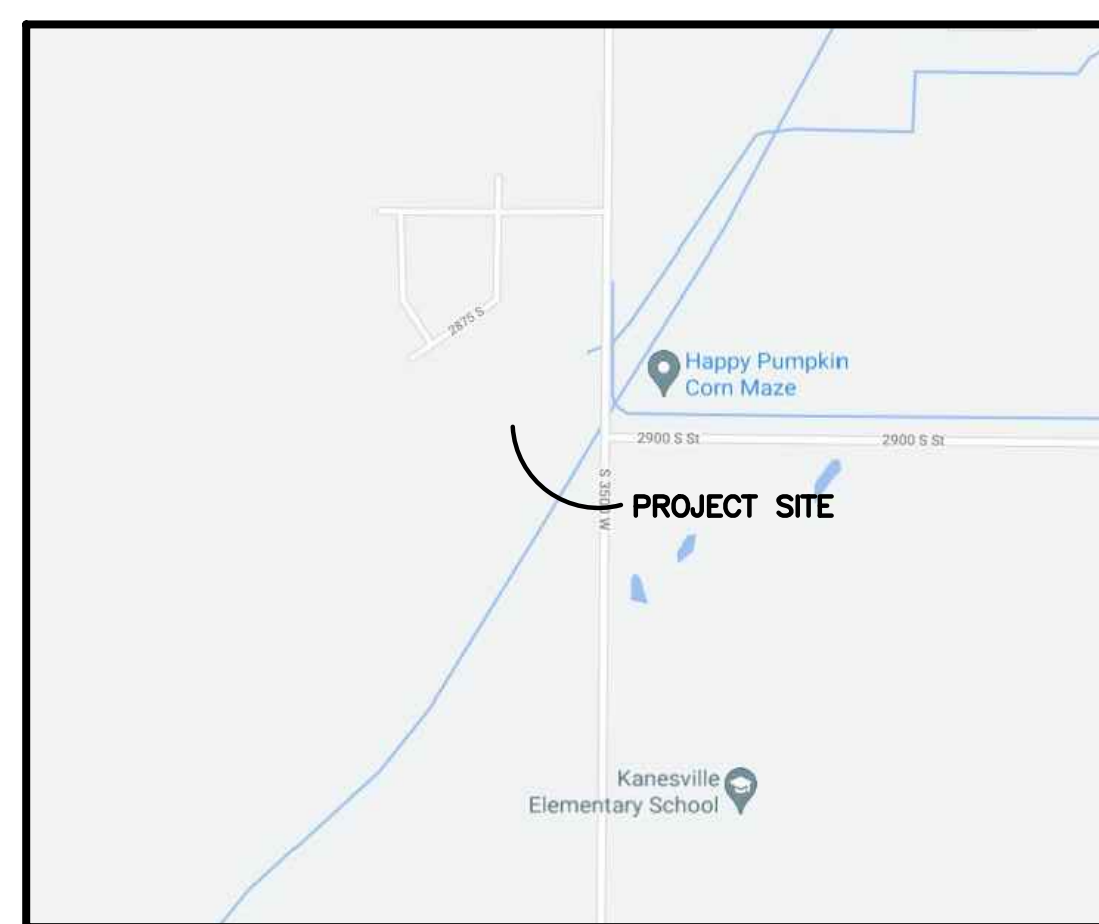 2875 S
Happy Pumpkin
Corn Maze
2900 S St
2900 S St
S 3500 W
PROJECT SITE
Kanesville
Elementary School